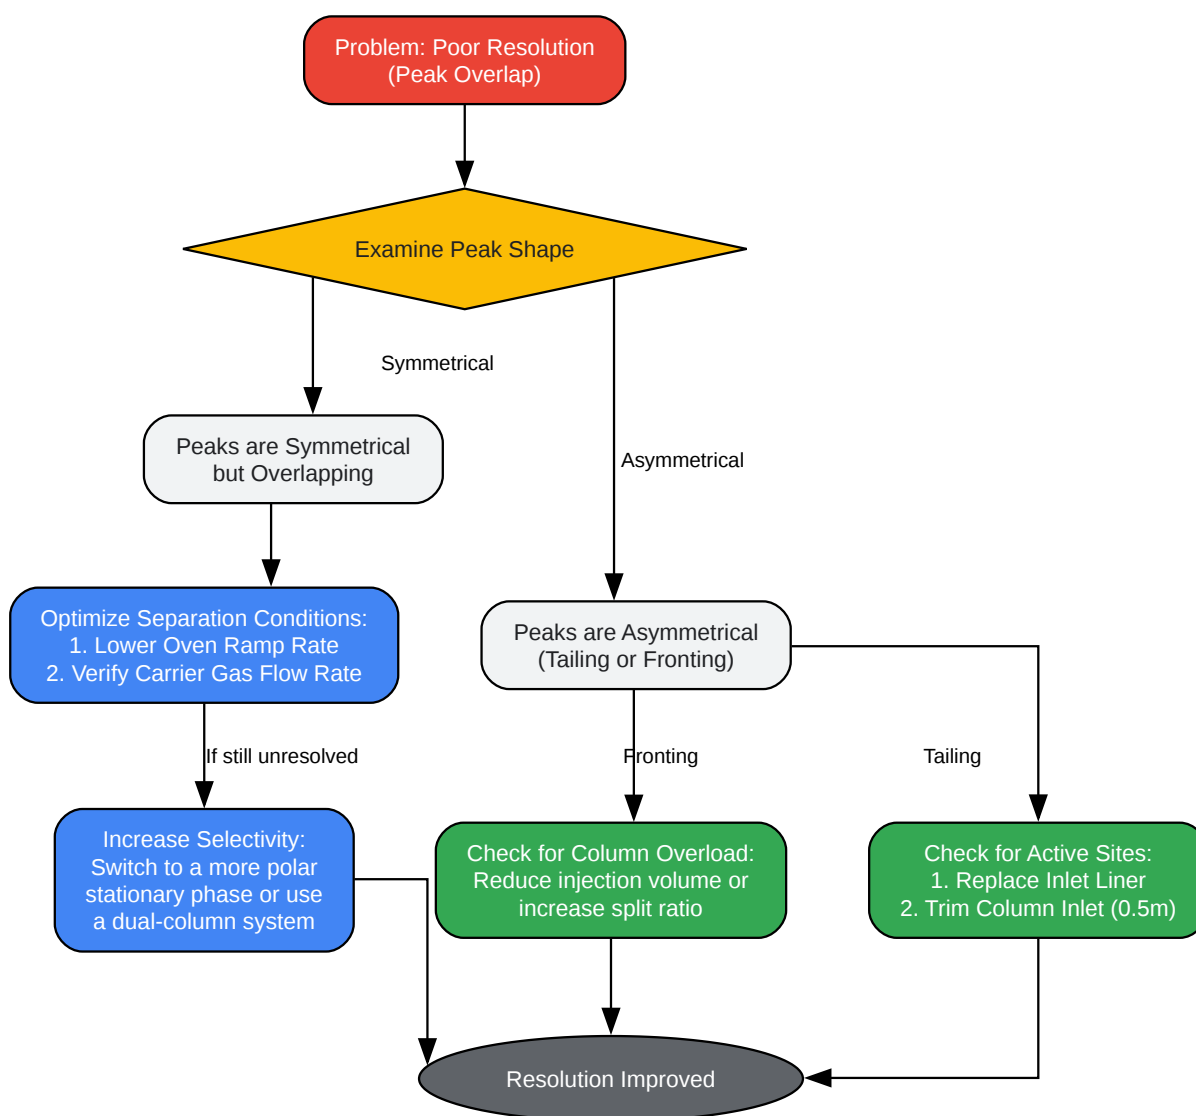 Problem: Poor Resolution
(Peak Overlap)
Examine Peak Shape
Symmetrical
Peaks are Symmetrical
but Overlapping
Asymmetrical
Optimize Separation Conditions:
1. Lower Oven Ramp Rate
2. Verify Carrier Gas Flow Rate
Peaks are Asymmetrical
(Tailing or Fronting)
If still unresolved
Fronting
Tailing
Increase Selectivity:
Switch to a more polar
stationary phase or use
a dual-column system
Check for Column Overload:
Reduce injection volume or
increase split ratio
Check for Active Sites:
1. Replace Inlet Liner
2. Trim Column Inlet (0.5m)
Resolution Improved